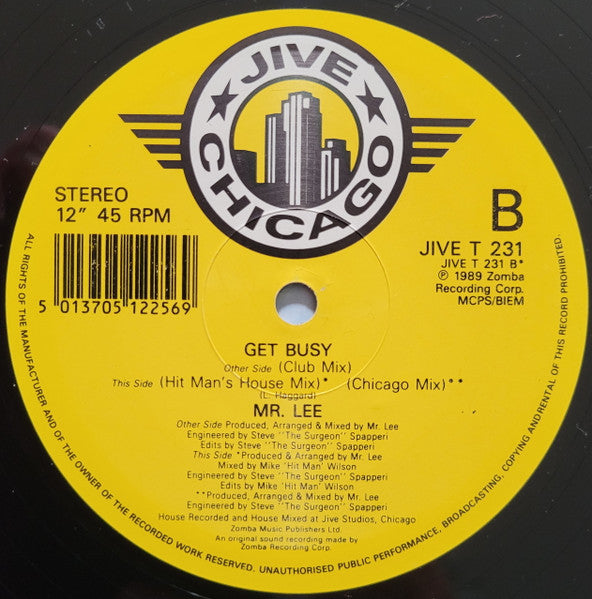 JIVE
CHICAGO
STEREO
12" 45 RPM
B
JIVE T 231
JIVE T 231 B*
℗ 1989 Zomba
Recording Corp.
MCPS/BIEM
5 013705 122569
GET BUSY
Other Side (Club Mix)
This Side (Hit Man's House Mix)* (Chicago Mix)**
(L. Haggard)
MR. LEE
Other Side Produced, Arranged & Mixed by Mr. Lee
Engineered by Steve "The Surgeon" Spapperi
Edits by Steve "The Surgeon" Spapperi
This Side *Produced & Arranged by Mr. Lee
Mixed by Mike 'Hit Man' Wilson
Engineered by Steve "The Surgeon" Spapperi
Edits by Mike 'Hit Man' Wilson
**Produced, Arranged & Mixed by Mr. Lee
Engineered by Steve "The Surgeon" Spapperi
House Recorded and House Mixed at Jive Studios, Chicago
Zomba Music Publishers Ltd.
An original sound recording made by
Zomba Recording Corp.
ALL RIGHTS OF THE MANUFACTURER AND OF THE OWNER OF THE RECORDED WORK RESERVED. UNAUTHORISED PUBLIC PERFORMANCE, BROADCASTING, COPYING AND RENTAL OF THIS RECORD PROHIBITED.